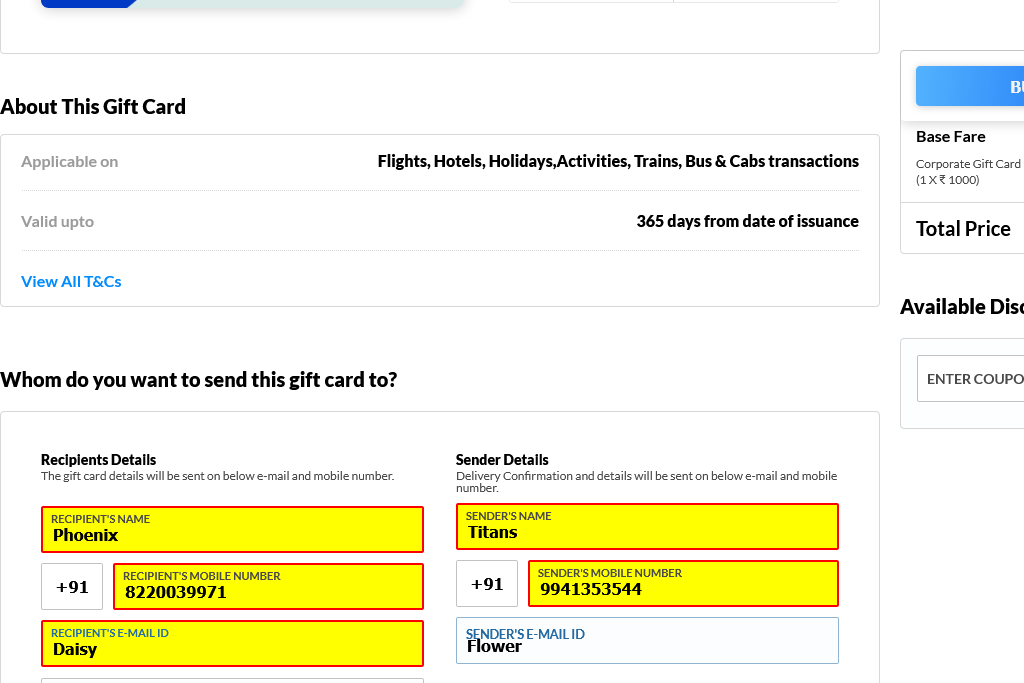 About This Gift Card
Applicable on
Flights, Hotels, Holidays,Activities, Trains, Bus & Cabs transactions
Valid upto
365 days from date of issuance
View All T&Cs
Whom do you want to send this gift card to?
Recipients Details
The gift card details will be sent on below e-mail and mobile number.
RECIPIENT'S NAME
Phoenix
+91
RECIPIENT'S MOBILE NUMBER
8220039971
RECIPIENT'S E-MAIL ID
Daisy
Sender Details
Delivery Confirmation and details will be sent on below e-mail and mobile
number.
SENDER'S NAME
Titans
+91
SENDER'S MOBILE NUMBER
9941353544
SENDER'S E-MAIL ID
Flower
Base Fare
Corporate Gift Card
(1 X ₹ 1000)
Total Price
Available
ENTER